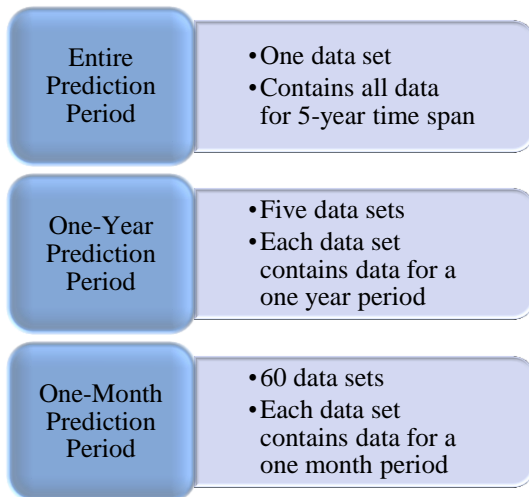 Entire
Prediction
Period
•One data set
•Contains all data
for 5-year time span
One-Year
Prediction
Period
•Five data sets
•Each data set
contains data for a
one year period
One-Month
Prediction
Period
•60 data sets
•Each data set
contains data for a
one month period